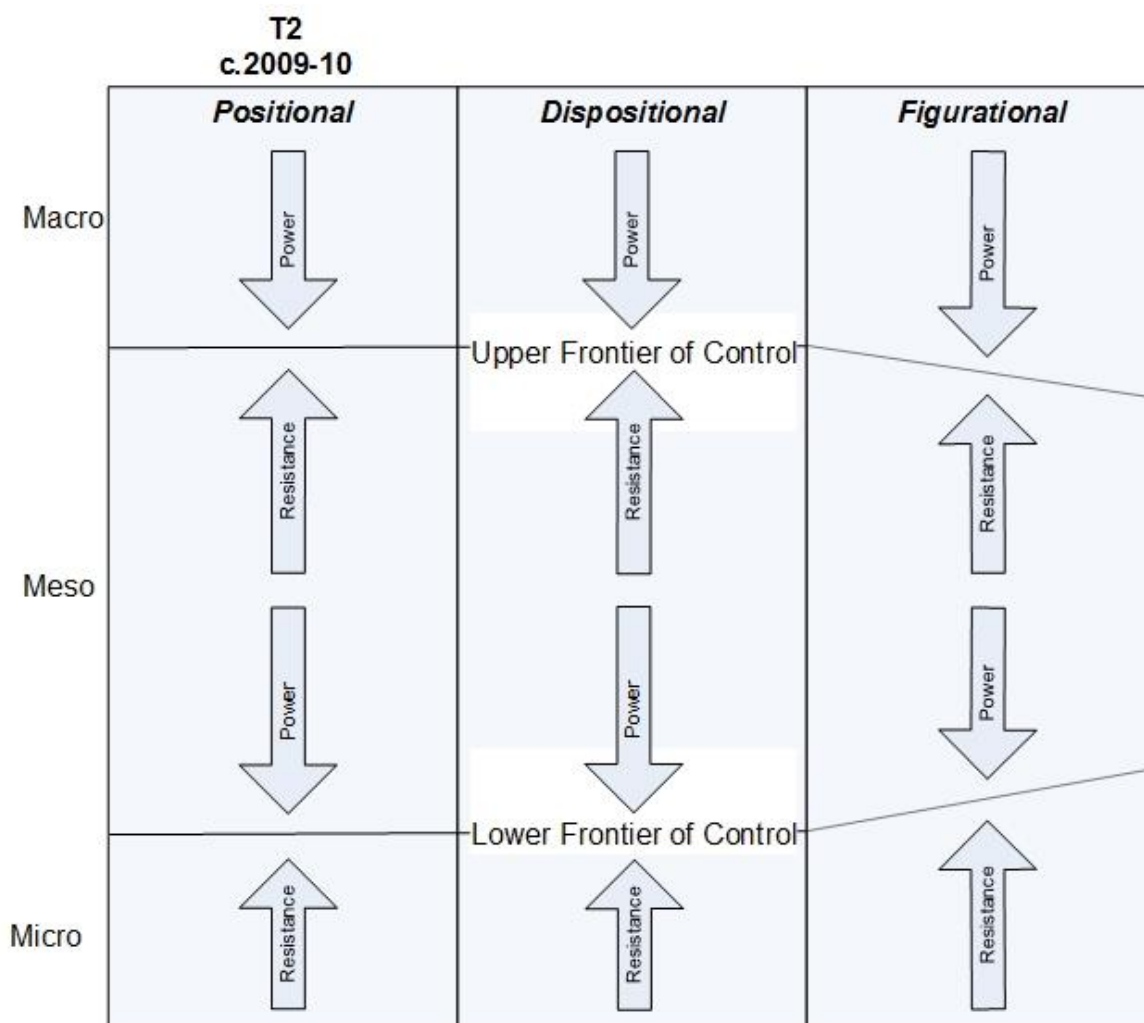 T2
c.2009-10
Positional
Dispositional
Figurational
Macro
Power
Power
Power
Upper Frontier of Control
Resistance
Resistance
Resistance
Meso
Power
Power
Power
Lower Frontier of Control
Micro
Resistance
Resistance
Resistance